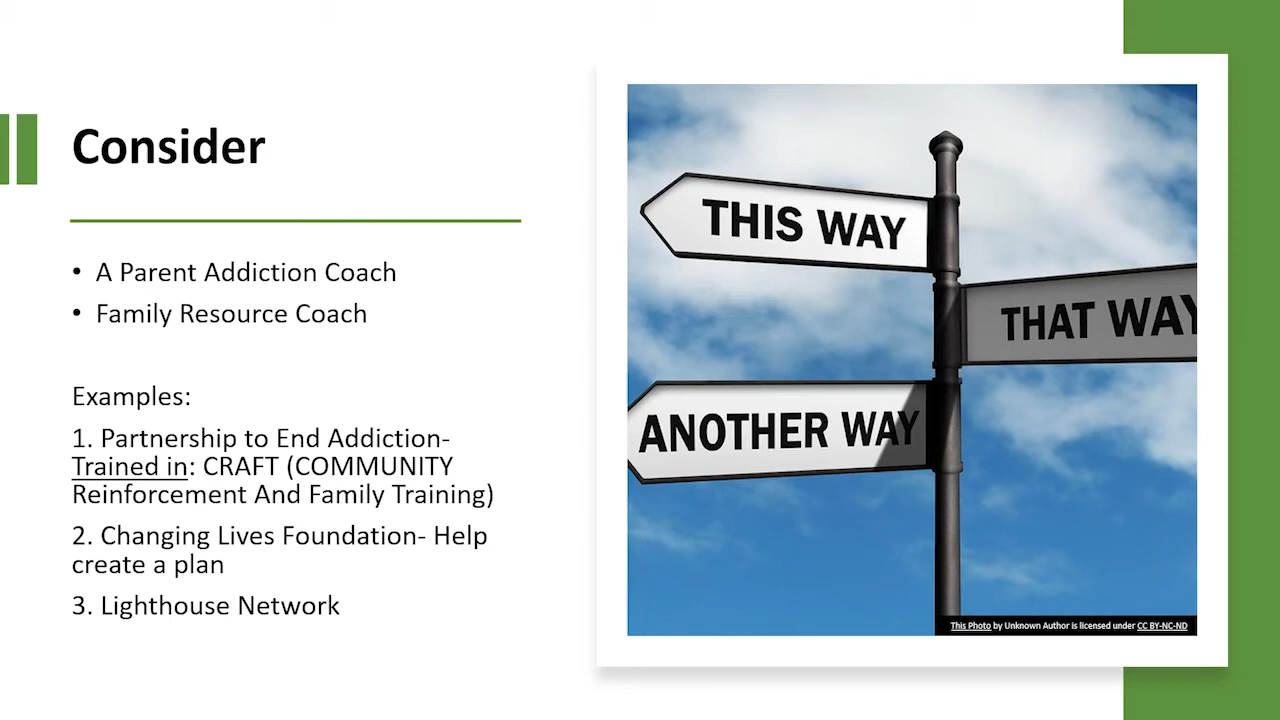 Consider
• A Parent Addiction Coach
• Family Resource Coach
Examples:
1. Partnership to End Addiction-
Trained in: CRAFT (COMMUNITY
Reinforcement And Family Training)
2. Changing Lives Foundation- Help
create a plan
3. Lighthouse Network
THIS WAY
THAT WAY
ANOTHER WAY
This Photo by Unknown Author is licensed under CC BY-NC-ND